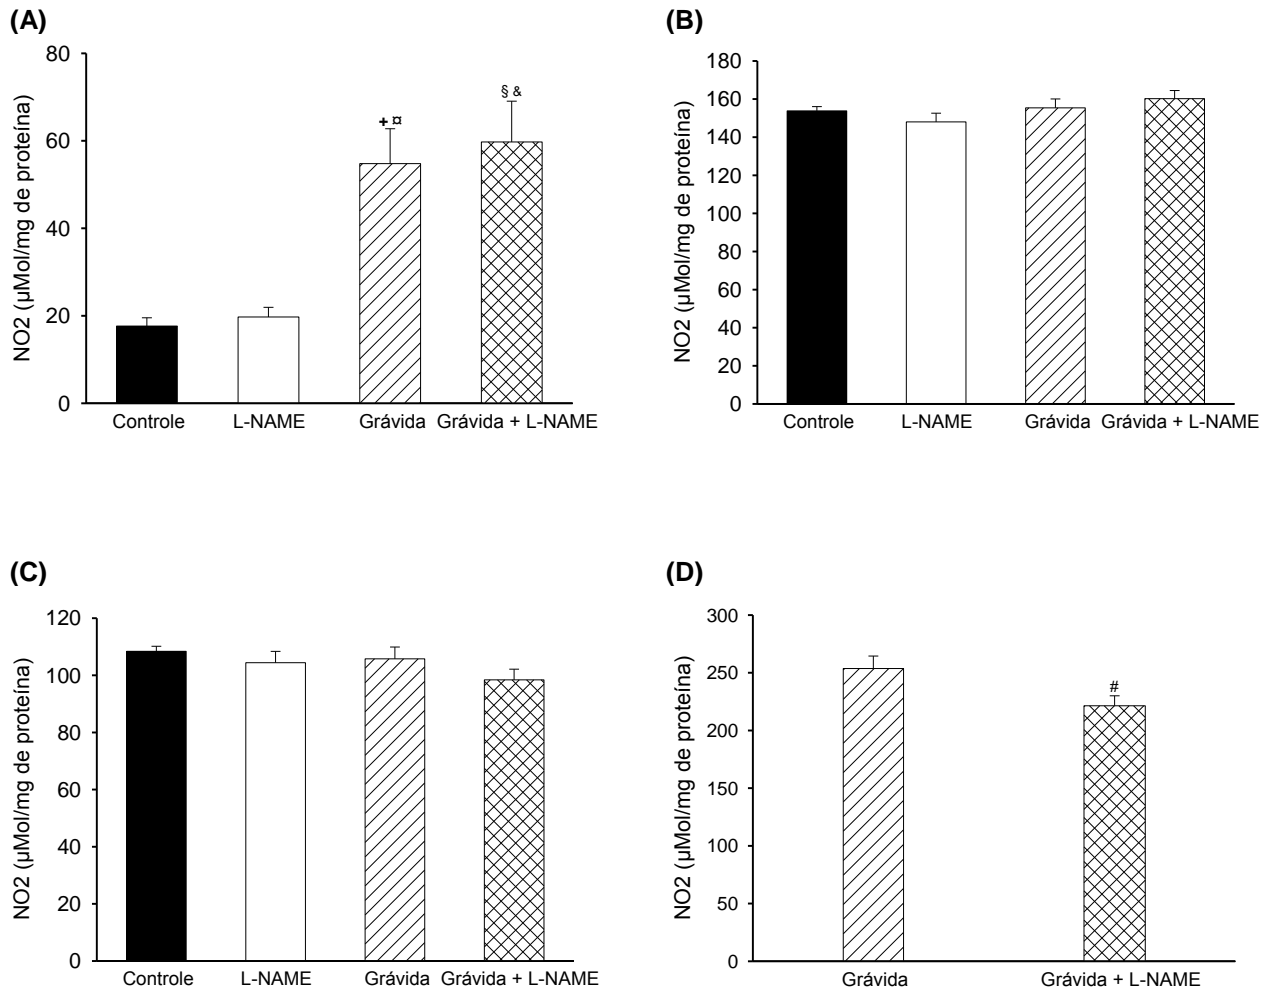 (A)
NO2 (µMol/mg de proteína)
80
60
40
20
0
+ ¤
§ &
Controle L-NAME Grávida Grávida + L-NAME
(B)
NO2 (µMol/mg de proteína)
180
160
140
120
100
80
60
40
20
0
Controle L-NAME Grávida Grávida + L-NAME
(C)
NO2 (µMol/mg de proteína)
120
100
80
60
40
20
0
Controle L-NAME Grávida Grávida + L-NAME
(D)
NO2 (µMol/mg de proteína)
300
250
200
150
100
50
0
#
Grávida Grávida + L-NAME